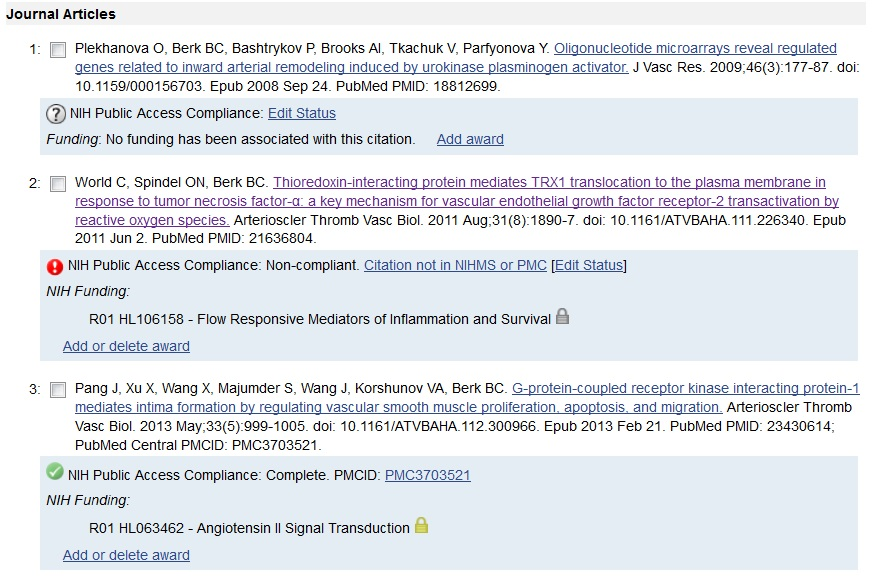 Journal Articles
1: Plekhanova O, Berk BC, Bashtrykov P, Brooks AI, Tkachuk V, Parfyonova Y. Oligonucleotide microarrays reveal regulated
genes related to inward arterial remodeling induced by urokinase plasminogen activator. J Vasc Res. 2009;46(3):177-87. doi:
10.1159/000156703. Epub 2008 Sep 24. PubMed PMID: 18812699.
? NIH Public Access Compliance: Edit Status
Funding: No funding has been associated with this citation. Add award
2: World C, Spindel ON, Berk BC. Thioredoxin-interacting protein mediates TRX1 translocation to the plasma membrane in
response to tumor necrosis factor-α: a key mechanism for vascular endothelial growth factor receptor-2 transactivation by
reactive oxygen species. Arterioscler Thromb Vasc Biol. 2011 Aug;31(8):1890-7. doi: 10.1161/ATVBAHA.111.226340. Epub
2011 Jun 2. PubMed PMID: 21636804.
! NIH Public Access Compliance: Non-compliant. Citation not in NIHMS or PMC [Edit Status]
NIH Funding:
R01 HL106158 - Flow Responsive Mediators of Inflammation and Survival
Add or delete award
3: Pang J, Xu X, Wang X, Majumder S, Wang J, Korshunov VA, Berk BC. G-protein-coupled receptor kinase interacting protein-1
mediates intima formation by regulating vascular smooth muscle proliferation, apoptosis, and migration. Arterioscler Thromb
Vasc Biol. 2013 May;33(5):999-1005. doi: 10.1161/ATVBAHA.112.300966. Epub 2013 Feb 21. PubMed PMID: 23430614;
PubMed Central PMCID: PMC3703521.
NIH Public Access Compliance: Complete. PMCID: PMC3703521
NIH Funding:
R01 HL063462 - Angiotensin II Signal Transduction
Add or delete award